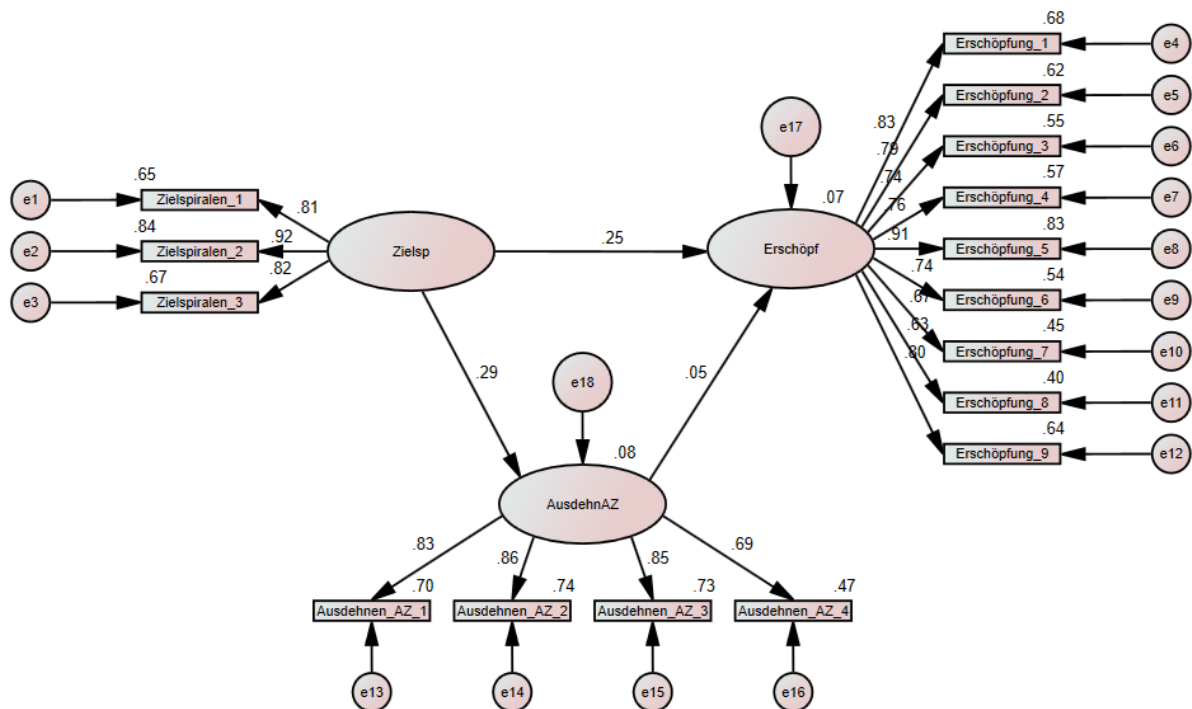 .68
Erschöpfung_1
e4
.62
Erschöpfung_2
e5
e17
.83
.55
Erschöpfung_3
e6
.79
.65
.74
.57
e1
Zielspiralen_1
.81
.07
.76
Erschöpfung_4
e7
.84
.92
.25
.91
.83
e2
Zielspiralen_2
Zielsp
Erschöpf
Erschöpfung_5
e8
.67
.82
.74
.54
e3
Zielspiralen_3
.67
Erschöpfung_6
e9
.63
.45
.80
Erschöpfung_7
e10
.29
e18
.05
.40
Erschöpfung_8
e11
.64
.08
Erschöpfung_9
e12
AusdehnAZ
.83
.86
.85
.69
.70
.74
.73
.47
Ausdehnen_AZ_1
Ausdehnen_AZ_2
Ausdehnen_AZ_3
Ausdehnen_AZ_4
e13
e14
e15
e16